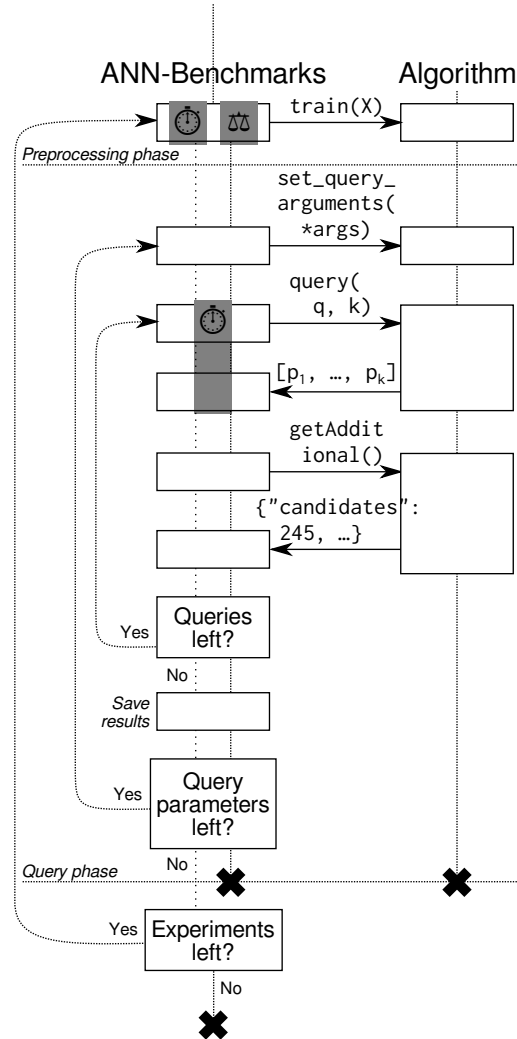 ANN-Benchmarks
Algorithm
train(X)
Preprocessing phase
set_query_
arguments(
*args)
query(
q, k)
[p₁, …, pₖ]
getAddit
ional()
{"candidates":
245, …}
Queries
left?
Yes
No
Save
results
Query
parameters
left?
Yes
No
Query phase
Experiments
left?
Yes
No